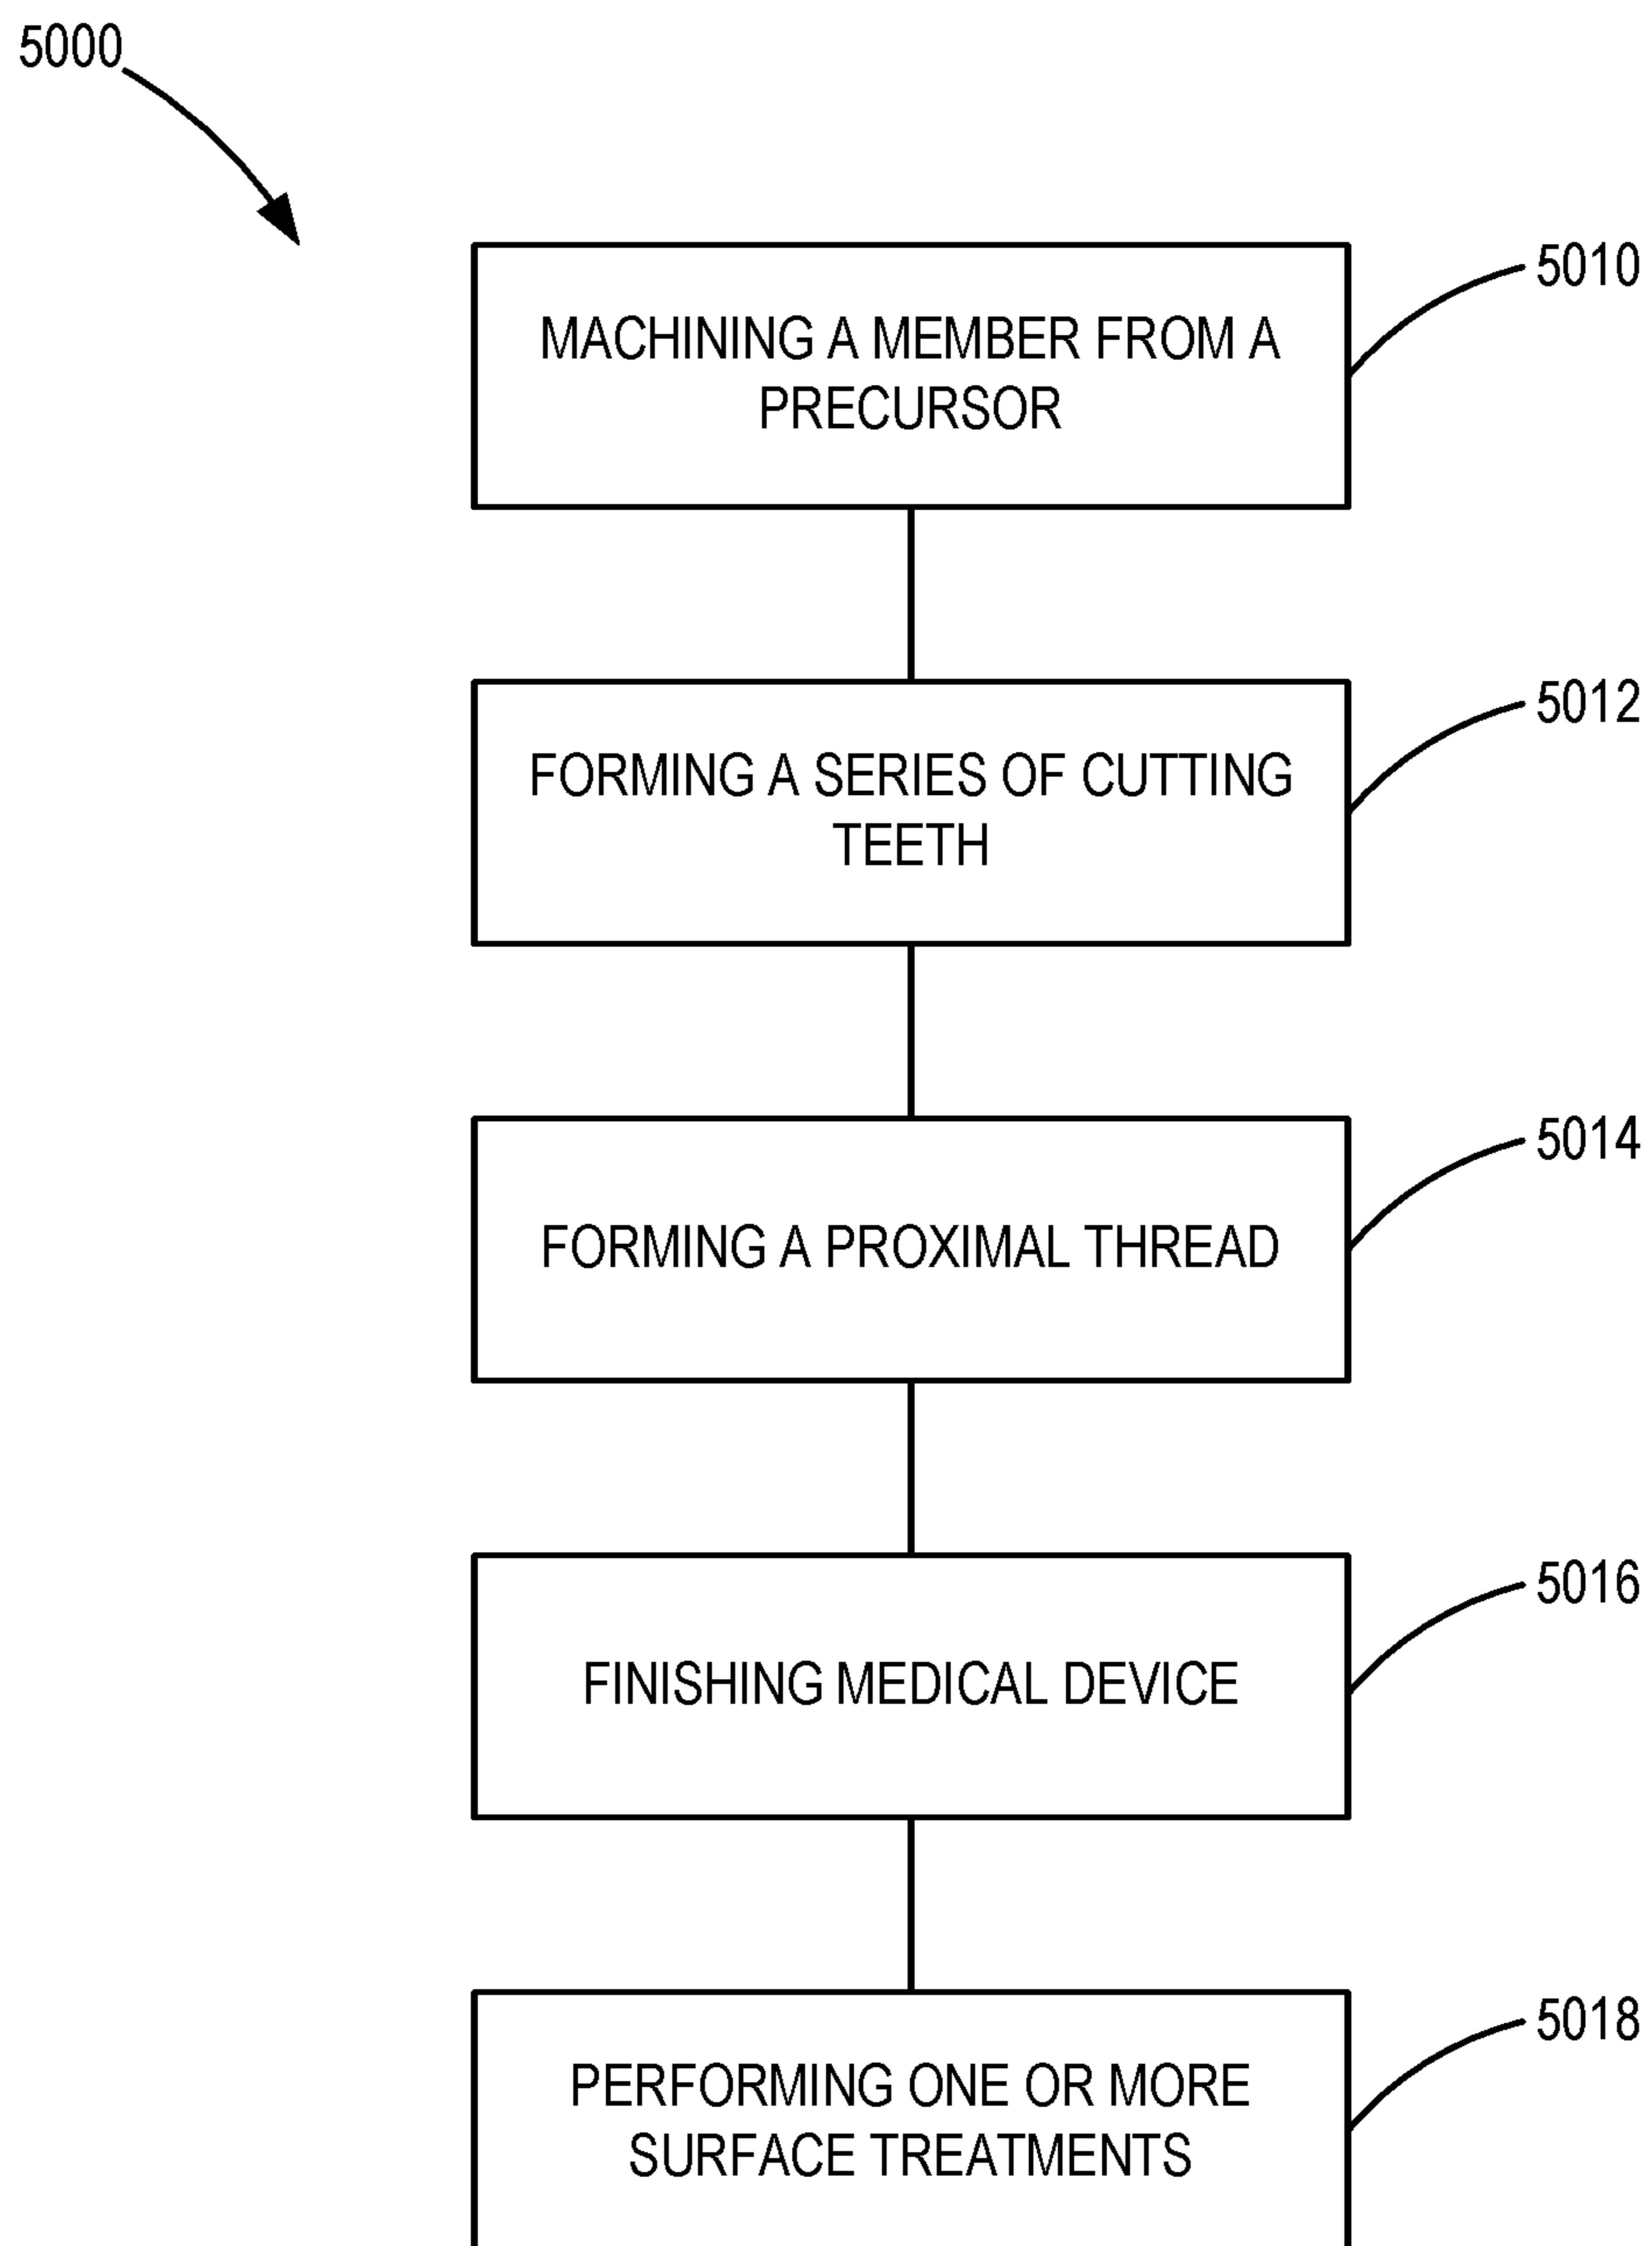 5000
5010
MACHINING A MEMBER FROM A
PRECURSOR
5012
FORMING A SERIES OF CUTTING
TEETH
5014
FORMING A PROXIMAL THREAD
5016
FINISHING MEDICAL DEVICE
5018
PERFORMING ONE OR MORE
SURFACE TREATMENTS